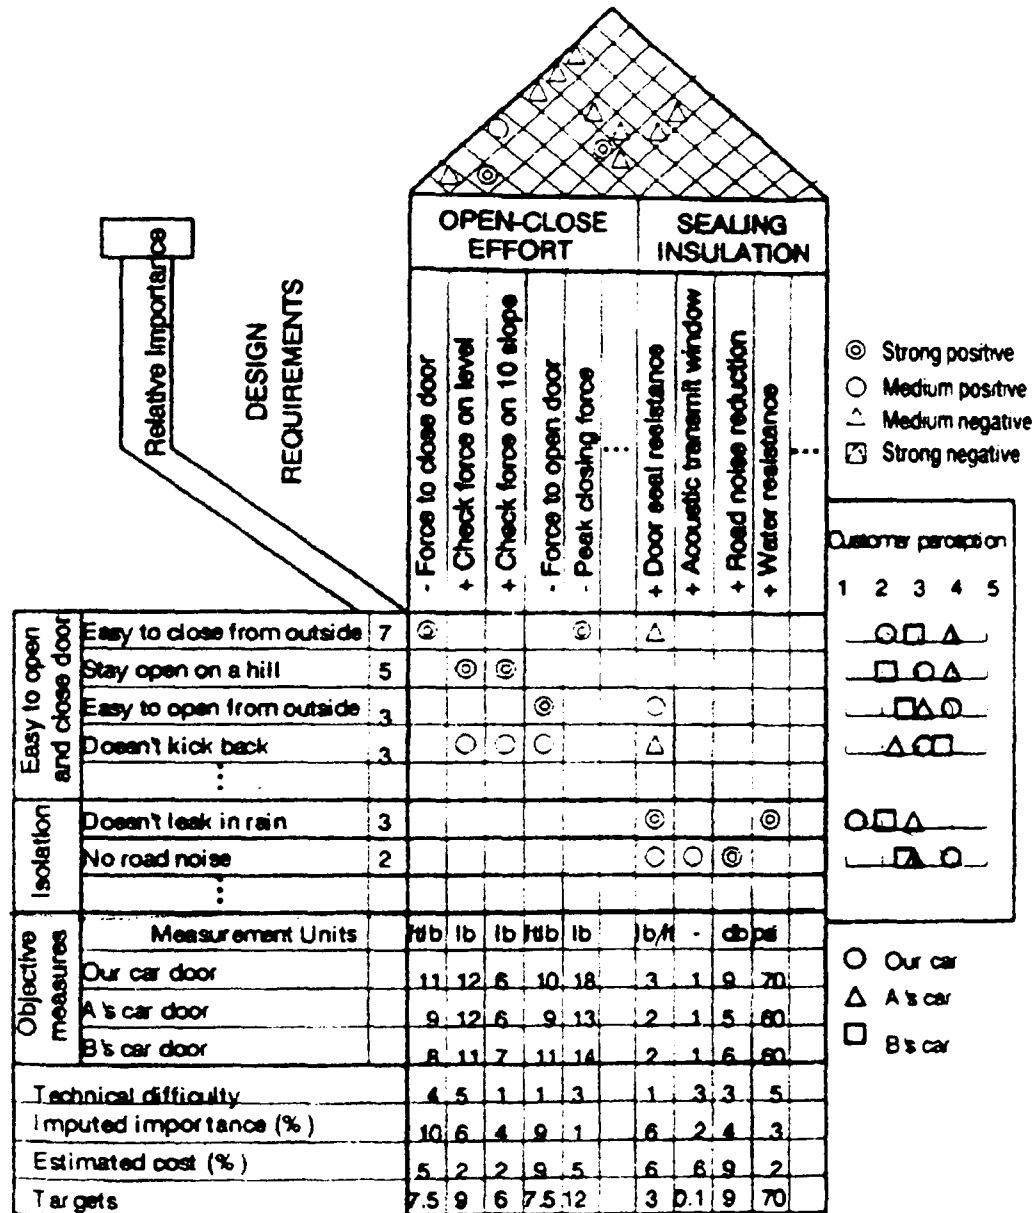 OPEN-CLOSE EFFORT
SEALING INSULATION
Relative Importance
DESIGN REQUIREMENTS
- Force to close door
+ Check force on level
+ Check force on 10 slope
- Force to open door
- Peak closing force
...
+ Door seal resistance
+ Acoustic transmit window
+ Road noise reduction
+ Water resistance
...
Strong positive
Medium positive
Medium negative
Strong negative
Customer perception
1 2 3 4 5
Easy to open and close door
Easy to close from outside 7
Stay open on a hill 5
Easy to open from outside 3
Doesn't kick back 3
Isolation
Doesn't leak in rain 3
No road noise 2
Objective measures
Measurement Units ft/lb lb lb ft/lb lb lb/ft - db psi
Our car door 11 12 6 10 18 3 .1 9 70
A's car door 9 12 6 9 13 2 .1 5 60
B's car door 8 11 7 11 14 2 .1 6 60
Technical difficulty 4 5 1 1 3 1 3 3 5
Imputed importance (%) 10 6 4 9 1 6 2 4 3
Estimated cost (%) 5 2 2 9 5 6 6 9 2
Targets 7.5 9 6 7.5 12 3 0.1 9 70
Our car
A's car
B's car